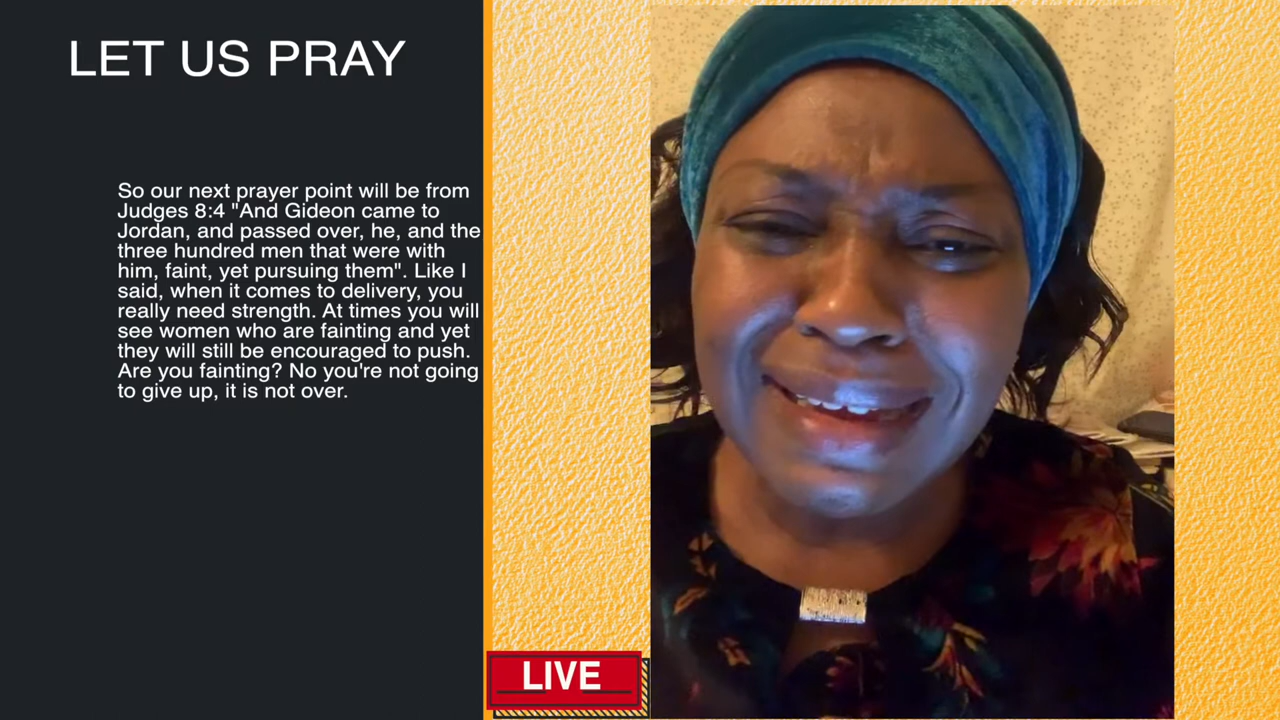 LET US PRAY
So our next prayer point will be from
Judges 8:4 "And Gideon came to
Jordan, and passed over, he, and the
three hundred men that were with
him, faint, yet pursuing them". Like I
said, when it comes to delivery, you
really need strength. At times you will
see women who are fainting and yet
they will still be encouraged to push.
Are you fainting? No you're not going
to give up, it is not over.
LIVE